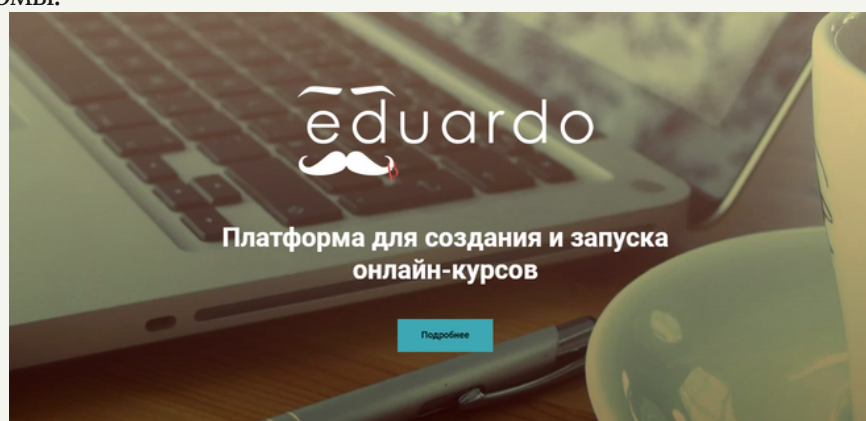 eduardo
Платформа для создания и запуска
онлайн-курсов
Подробнее